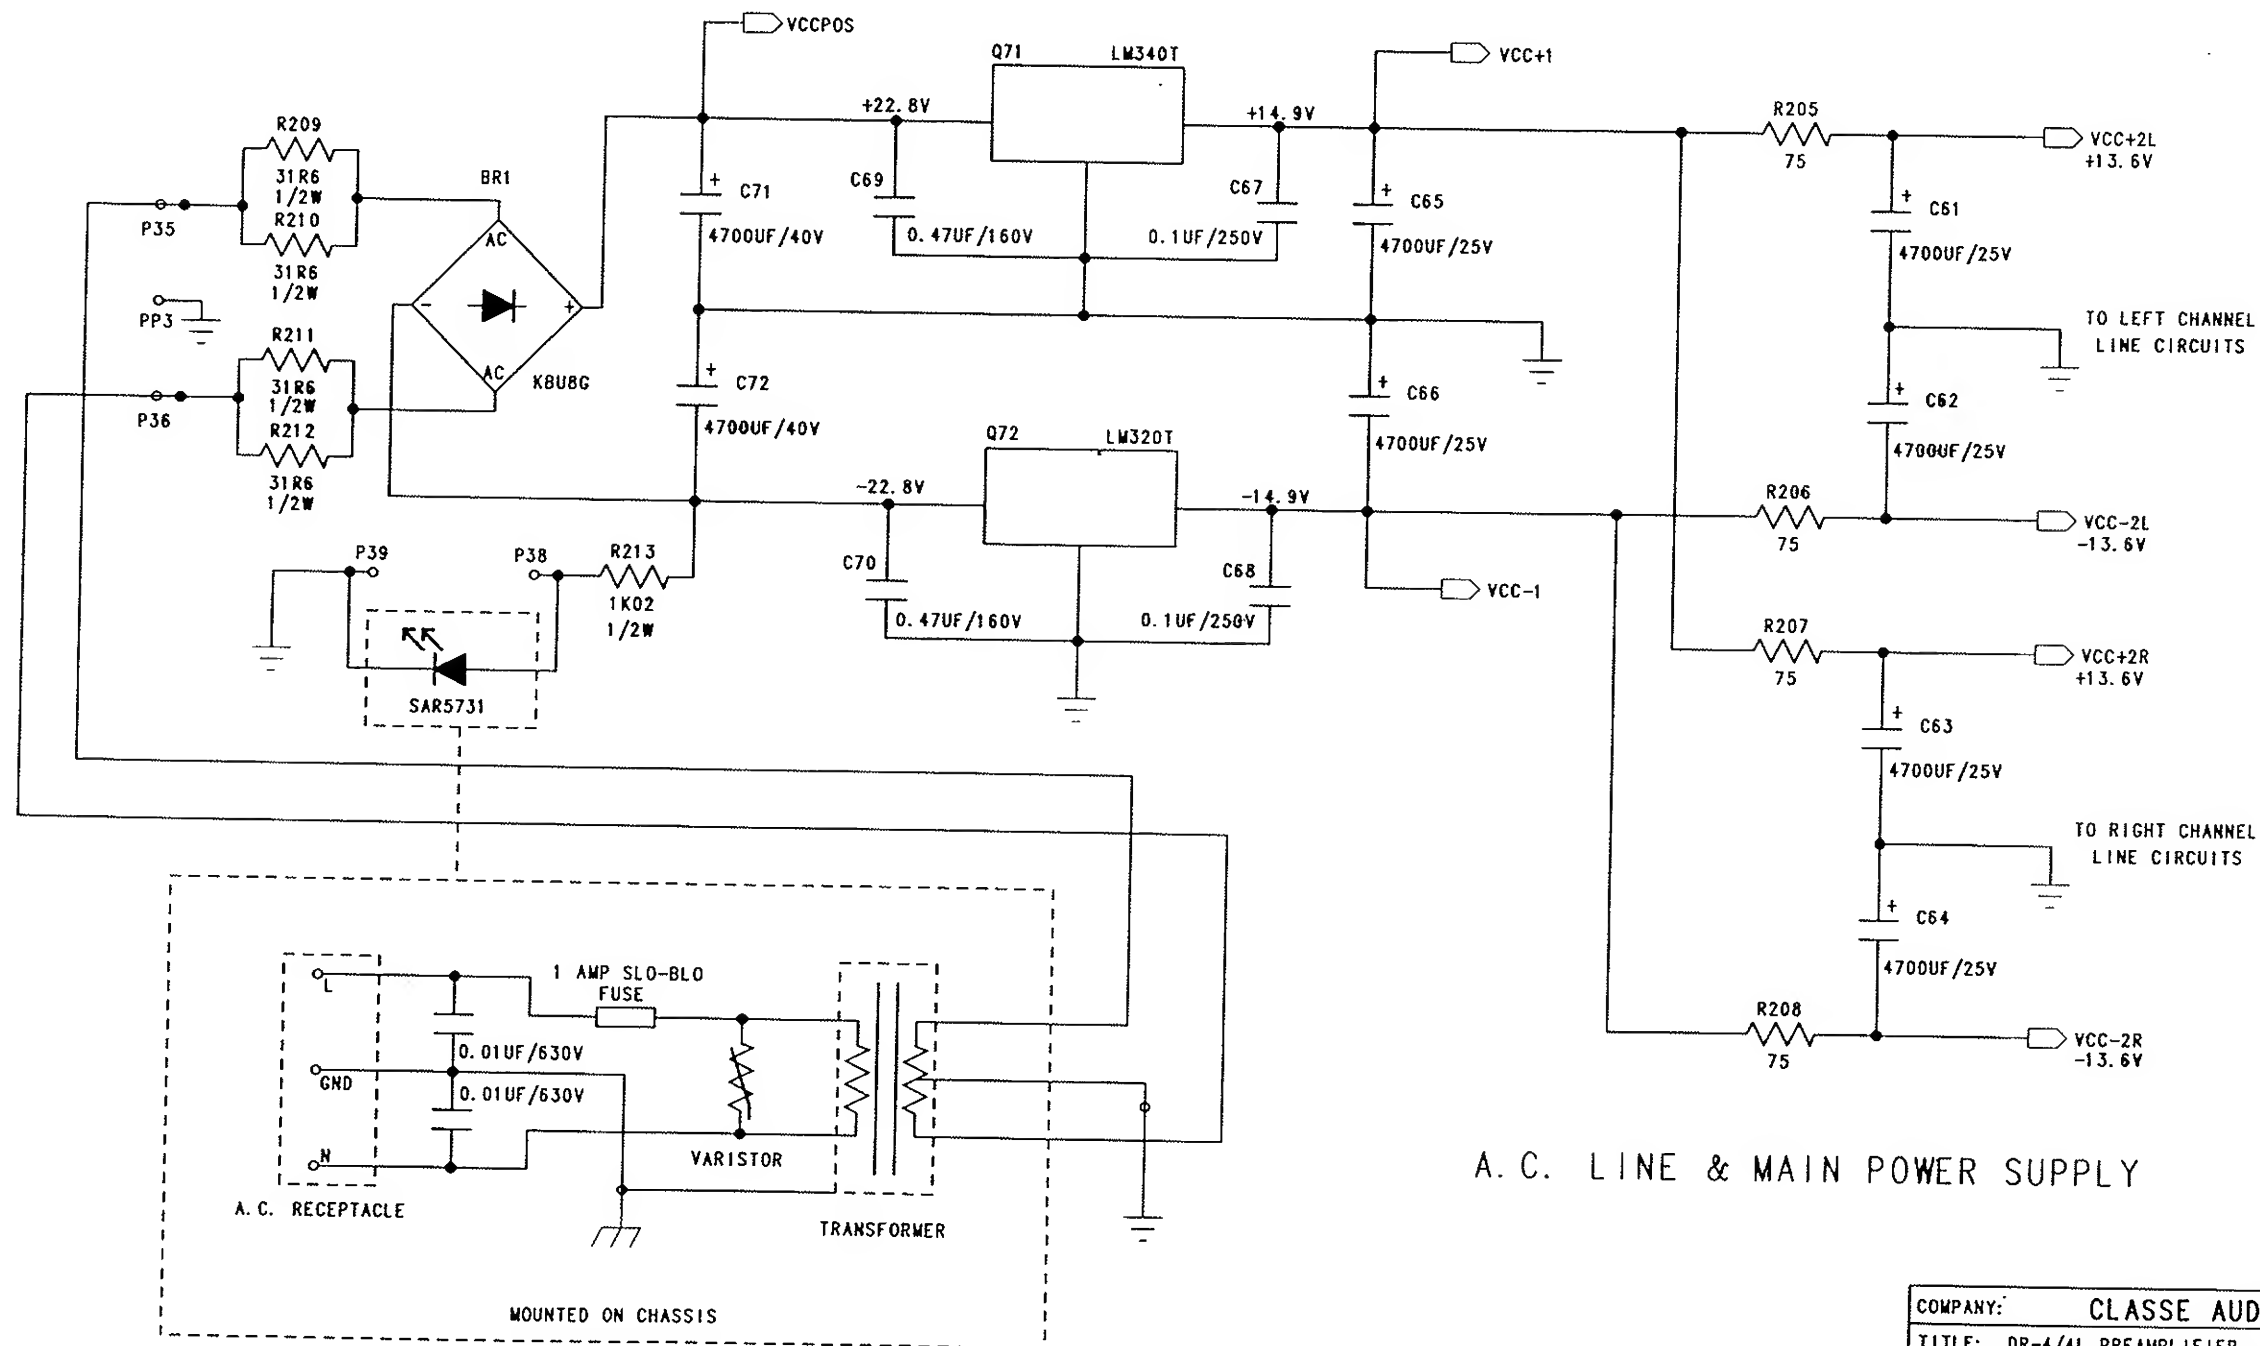 VCCPOS
Q71
LM340T
VCC+1
+22.8V
+14.9V
R205
75
VCC+2L
+13.6V
R209
31R6
1/2W
R210
31R6
1/2W
BR1
AC
-
+
AC
KBU8G
P35
PP3
R211
31R6
1/2W
R212
31R6
1/2W
P36
+
C71
4700UF/40V
C69
0.47UF/160V
C67
0.1UF/250V
+
C65
4700UF/25V
+
C61
4700UF/25V
TO LEFT CHANNEL
LINE CIRCUITS
+
C72
4700UF/40V
Q72
LM320T
+
C66
4700UF/25V
+
C62
4700UF/25V
-22.8V
-14.9V
R206
75
VCC-2L
-13.6V
P39
P38
R213
1K02
1/2W
C70
0.47UF/160V
C68
0.1UF/250V
VCC-1
SAR5731
R207
75
VCC+2R
+13.6V
+
C63
4700UF/25V
TO RIGHT CHANNEL
LINE CIRCUITS
+
C64
4700UF/25V
R208
75
VCC-2R
-13.6V
L
1 AMP SLO-BLO
FUSE
0.01UF/630V
GND
0.01UF/630V
N
VARISTOR
A.C. RECEPTACLE
TRANSFORMER
MOUNTED ON CHASSIS
A.C. LINE & MAIN POWER SUPPLY
COMPANY: CLASSE AUD
TITLE: DR-4/4L PREAMPLIFIER